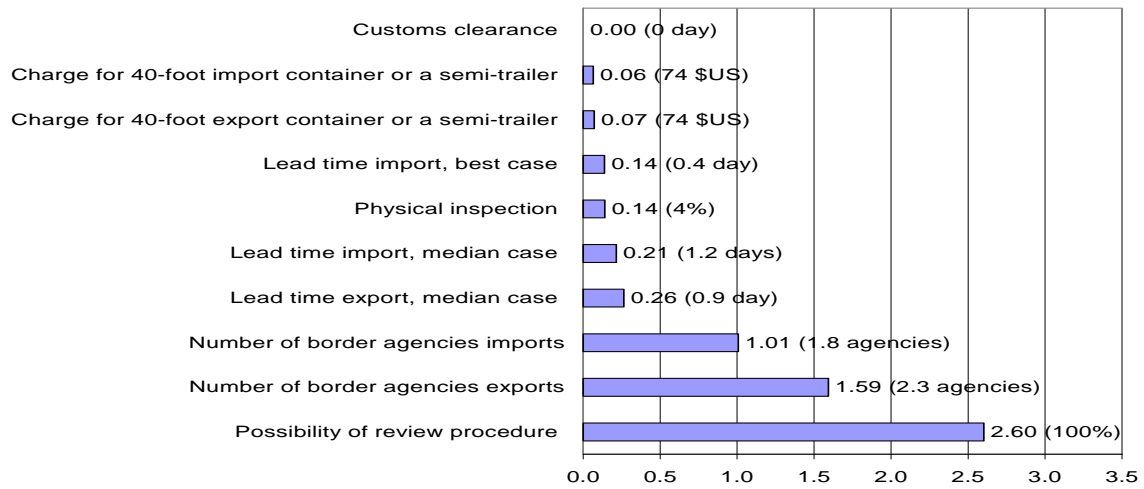 Customs clearance 0.00 (0 day)
Charge for 40-foot import container or a semi-trailer 0.06 (74 $US)
Charge for 40-foot export container or a semi-trailer 0.07 (74 $US)
Lead time import, best case 0.14 (0.4 day)
Physical inspection 0.14 (4%)
Lead time import, median case 0.21 (1.2 days)
Lead time export, median case 0.26 (0.9 day)
Number of border agencies imports 1.01 (1.8 agencies)
Number of border agencies exports 1.59 (2.3 agencies)
Possibility of review procedure 2.60 (100%)
0.0 0.5 1.0 1.5 2.0 2.5 3.0 3.5